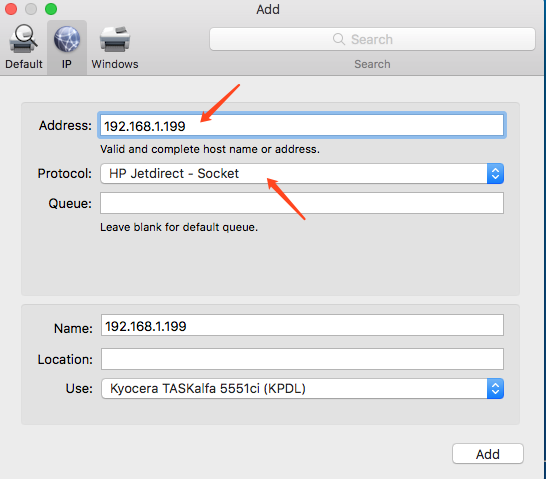 Add
Default IP Windows
Search
Search
Address: 192.168.1.199
Valid and complete host name or address.
Protocol: HP Jetdirect - Socket
Queue:
Leave blank for default queue.
Name: 192.168.1.199
Location:
Use: Kyocera TASKalfa 5551ci (KPDL)
Add